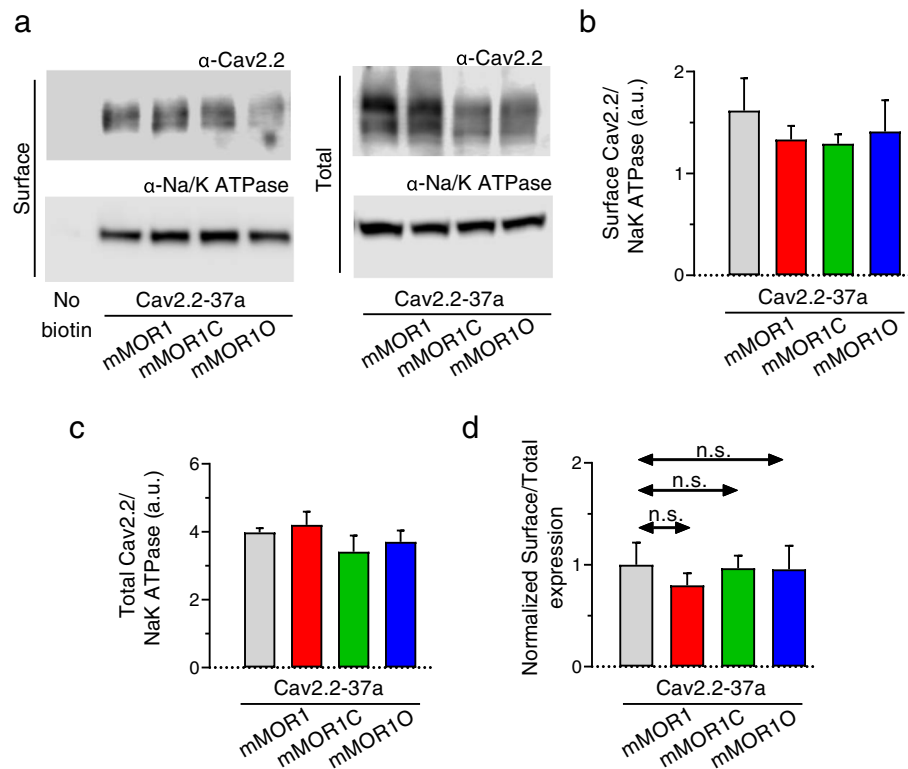 a
α-Cav2.2
α-Cav2.2
Surface
Total
α-Na/K ATPase
α-Na/K ATPase
No
biotin
Cav2.2-37a
mMOR1
mMOR1C
mMOR1O
Cav2.2-37a
mMOR1
mMOR1C
mMOR1O
b
Surface Cav2.2/
NaK ATPase (a.u.)
2
1
0
Cav2.2-37a
mMOR1
mMOR1C
mMOR1O
c
Total Cav2.2/
NaK ATPase (a.u.)
6
4
2
0
Cav2.2-37a
mMOR1
mMOR1C
mMOR1O
d
Normalized Surface/Total
expression
2
1
0
n.s.
n.s.
n.s.
Cav2.2-37a
mMOR1
mMOR1C
mMOR1O